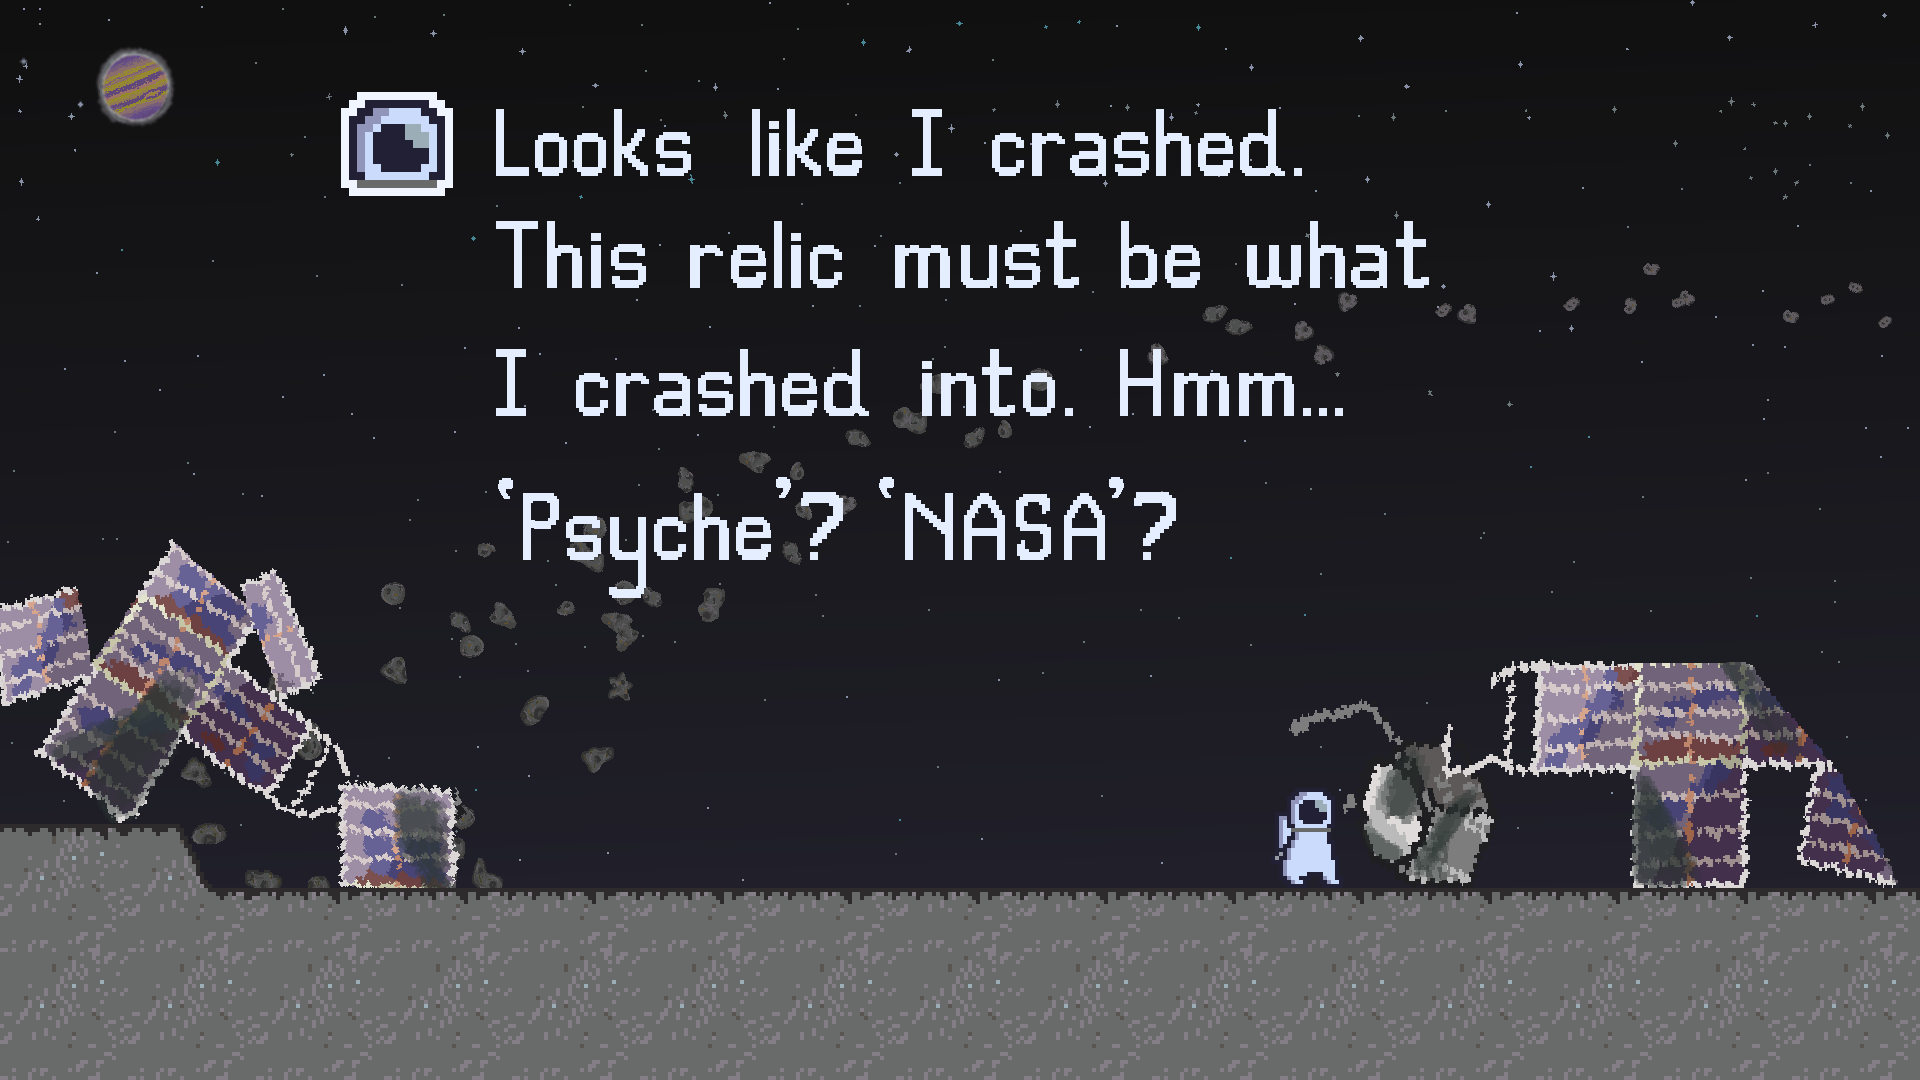 Looks like I crashed.
This relic must be what
I crashed into. Hmm...
‘Psyche’? ‘NASA’?